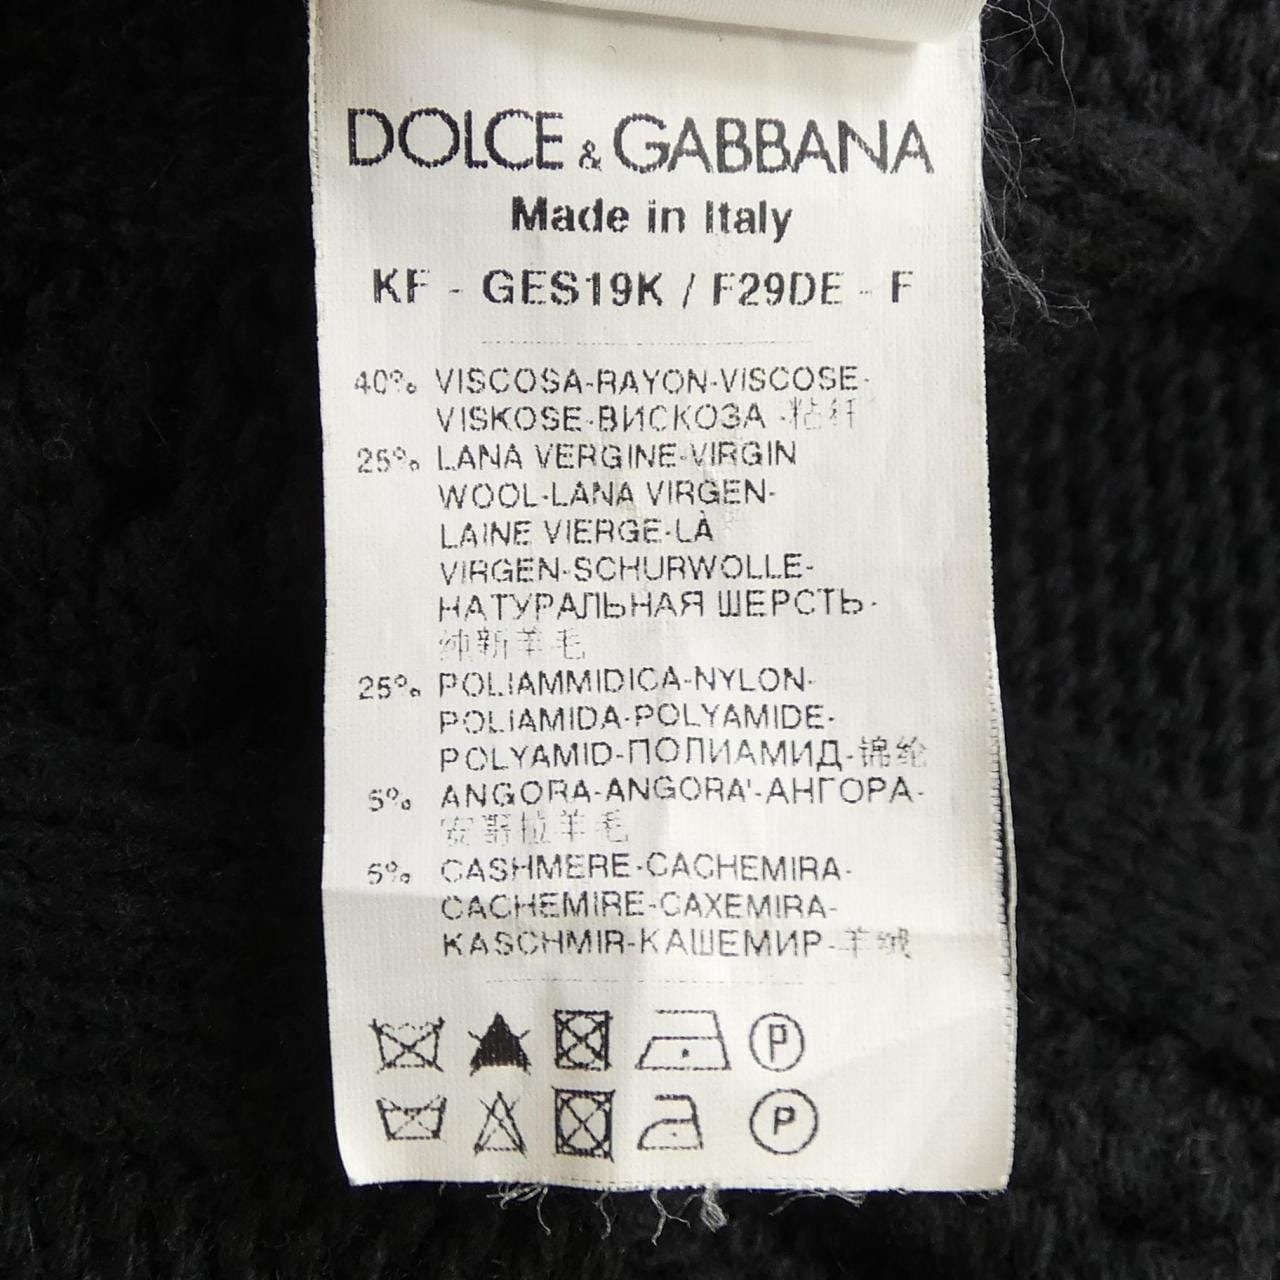 DOLCE & GABBANA
Made in Italy
KF - GES19K / F29DE - F
40% VISCOSA-RAYON-VISCOSE-
VISKOSE-ВИСКОЗА -粘纤
25% LANA VERGINE-VIRGIN
WOOL-LANA VIRGEN-
LAINE VIERGE-LÀ
VIRGEN-SCHURWOLLE-
НАТУРАЛЬНАЯ ШЕРСТЬ-
纯新羊毛
25% POLIAMMIDICA-NYLON-
POLIAMIDA-POLYAMIDE-
POLYAMID-ПОЛИАМИД-锦纶
5% ANGORA-ANGORA'-АНГОРА-
安哥拉羊毛
5% CASHMERE-CACHEMIRA-
CACHEMIRE-CAXEMIRA-
KASCHMIR-КАШЕМИР-羊绒
P
P